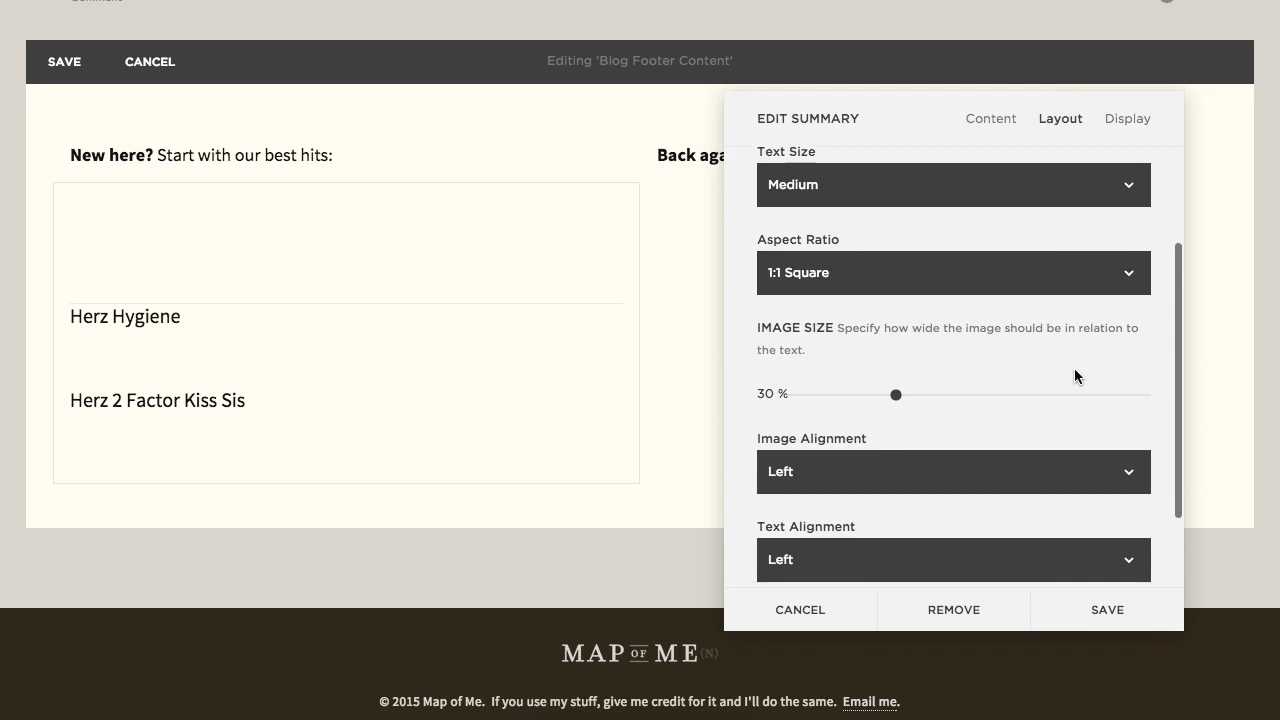 Comment
SAVE CANCEL Editing 'Blog Footer Content'
EDIT SUMMARY Content Layout Display
New here? Start with our best hits:
Back aga
Text Size
Medium
Aspect Ratio
1:1 Square
IMAGE SIZE Specify how wide the image should be in relation to
the text.
30 %
Image Alignment
Left
Text Alignment
Left
CANCEL REMOVE SAVE
Herz Hygiene
Herz 2 Factor Kiss Sis
MAP OF ME(N)
© 2015 Map of Me. If you use my stuff, give me credit for it and I'll do the same. Email me.